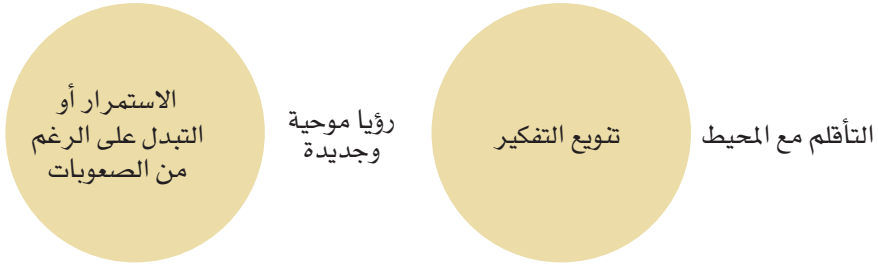 التأقلم مع المحيط
تنويع التفكير
رؤيا موحية
وجديدة
الاستمرار أو
التبدل على الرغم
من الصعوبات